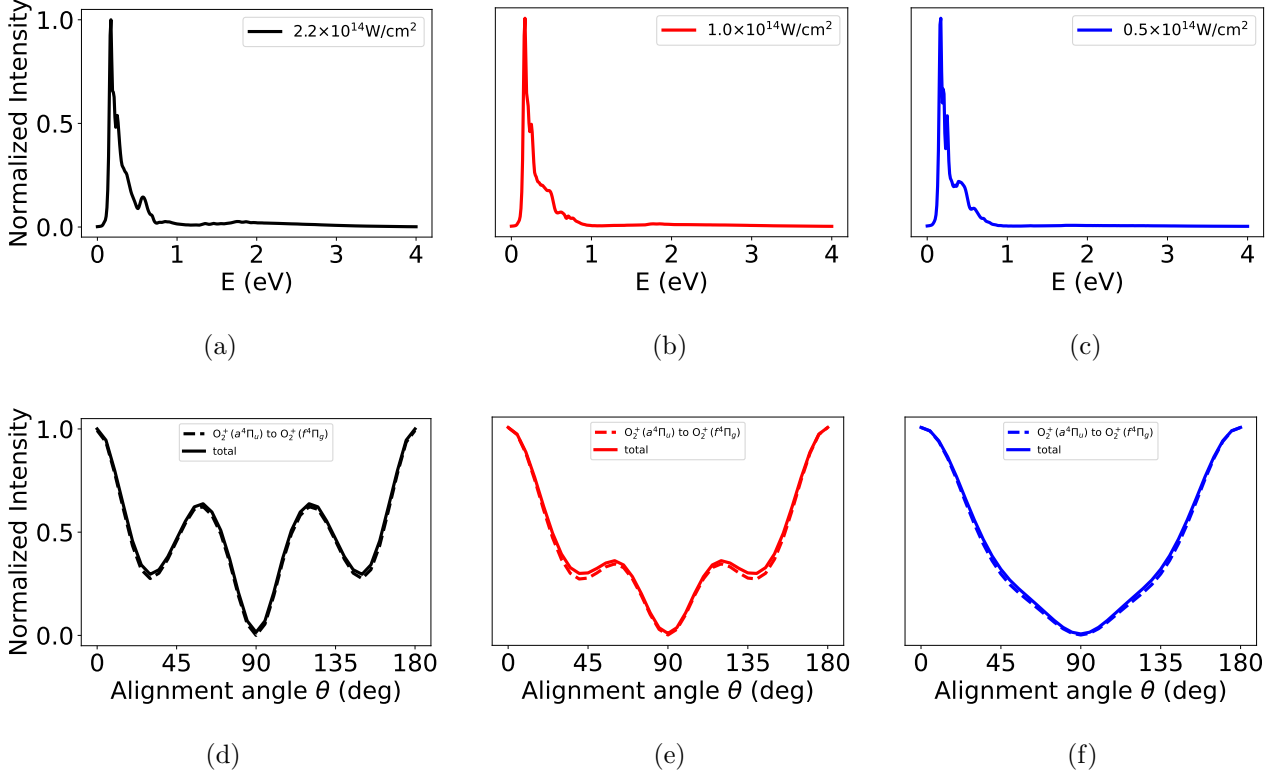 Normalized Intensity
1.0
0.5
0.0
2.2×10¹⁴W/cm²
0 1 2 3 4
E (eV)
(a)
1.0×10¹⁴W/cm²
0 1 2 3 4
E (eV)
(b)
0.5×10¹⁴W/cm²
0 1 2 3 4
E (eV)
(c)
Normalized Intensity
1.0
0.5
0.0
O₂⁺(a⁴Πᵤ) to O₂⁺(f⁴Π_g)
total
0 45 90 135 180
Alignment angle θ (deg)
(d)
O₂⁺(a⁴Πᵤ) to O₂⁺(f⁴Π_g)
total
0 45 90 135 180
Alignment angle θ (deg)
(e)
O₂⁺(a⁴Πᵤ) to O₂⁺(f⁴Π_g)
total
0 45 90 135 180
Alignment angle θ (deg)
(f)